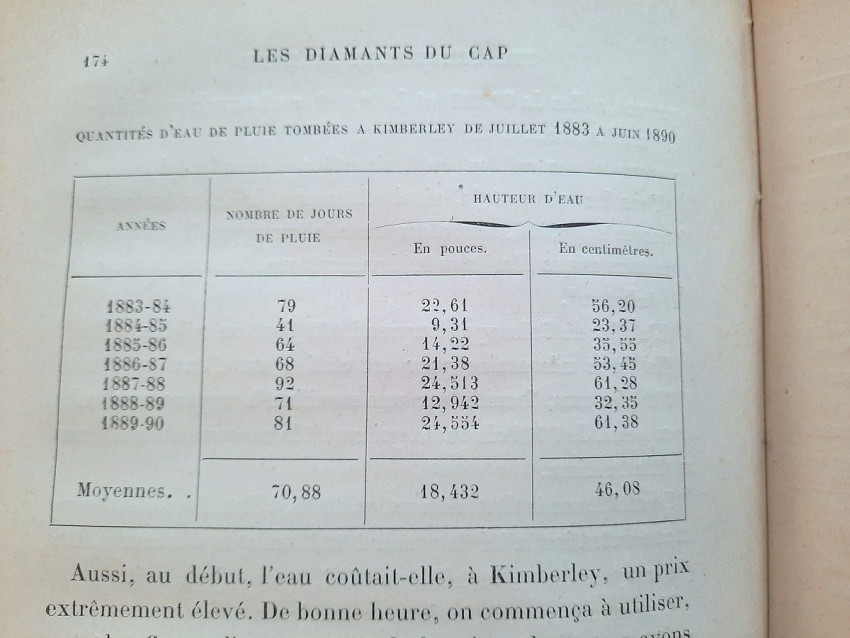 174
LES DIAMANTS DU CAP
QUANTITÉS D'EAU DE PLUIE TOMBÉES A KIMBERLEY DE JUILLET 1883 A JUIN 1890
ANNÉES NOMBRE DE JOURS DE PLUIE HAUTEUR D'EAU
En pouces. En centimètres.
1883-84 79 22,61 56,20
1884-85 41 9,31 23,37
1885-86 64 14,22 35,55
1886-87 68 21,38 53,45
1887-88 92 24,513 61,28
1888-89 71 12,942 32,35
1889-90 81 24,554 61,38
Moyennes. . 70,88 18,432 46,08
Aussi, au début, l'eau coûtait-elle, à Kimberley, un prix
extrêmement élevé. De bonne heure, on commença à utiliser,